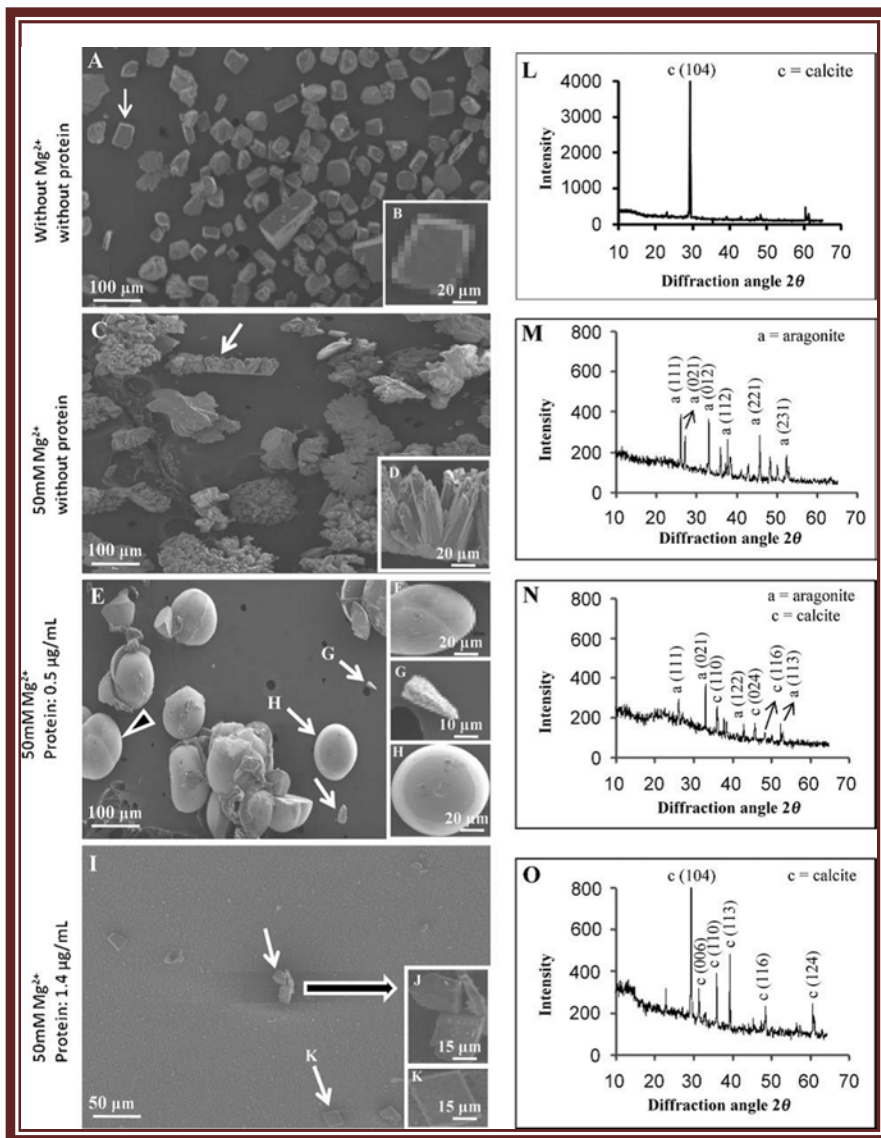 Without Mg²⁺
without protein
A
100 µm
B
20 µm
L
c (104)
c = calcite
Intensity
4000
3000
2000
1000
0
10 20 30 40 50 60 70
Diffraction angle 2θ
50mM Mg²⁺
without protein
C
100 µm
D
20 µm
M
a = aragonite
Intensity
800
600
400
200
0
a (111)
a (021)
a (012)
a (112)
a (221)
a (231)
10 20 30 40 50 60 70
Diffraction angle 2θ
50mM Mg²⁺
Protein: 0.5 µg/mL
E
G
H
100 µm
20 µm
G
10 µm
H
20 µm
N
a = aragonite
c = calcite
Intensity
800
600
400
200
0
a (111)
a (021)
c (110)
a (122)
c (024)
c (116)
a (113)
10 20 30 40 50 60 70
Diffraction angle 2θ
50mM Mg²⁺
Protein: 1.4 µg/mL
I
K
50 µm
J
15 µm
K
15 µm
O
c (104)
c = calcite
Intensity
800
600
400
200
0
c (006)
c (110)
c (113)
c (116)
c (124)
10 20 30 40 50 60 70
Diffraction angle 2θ